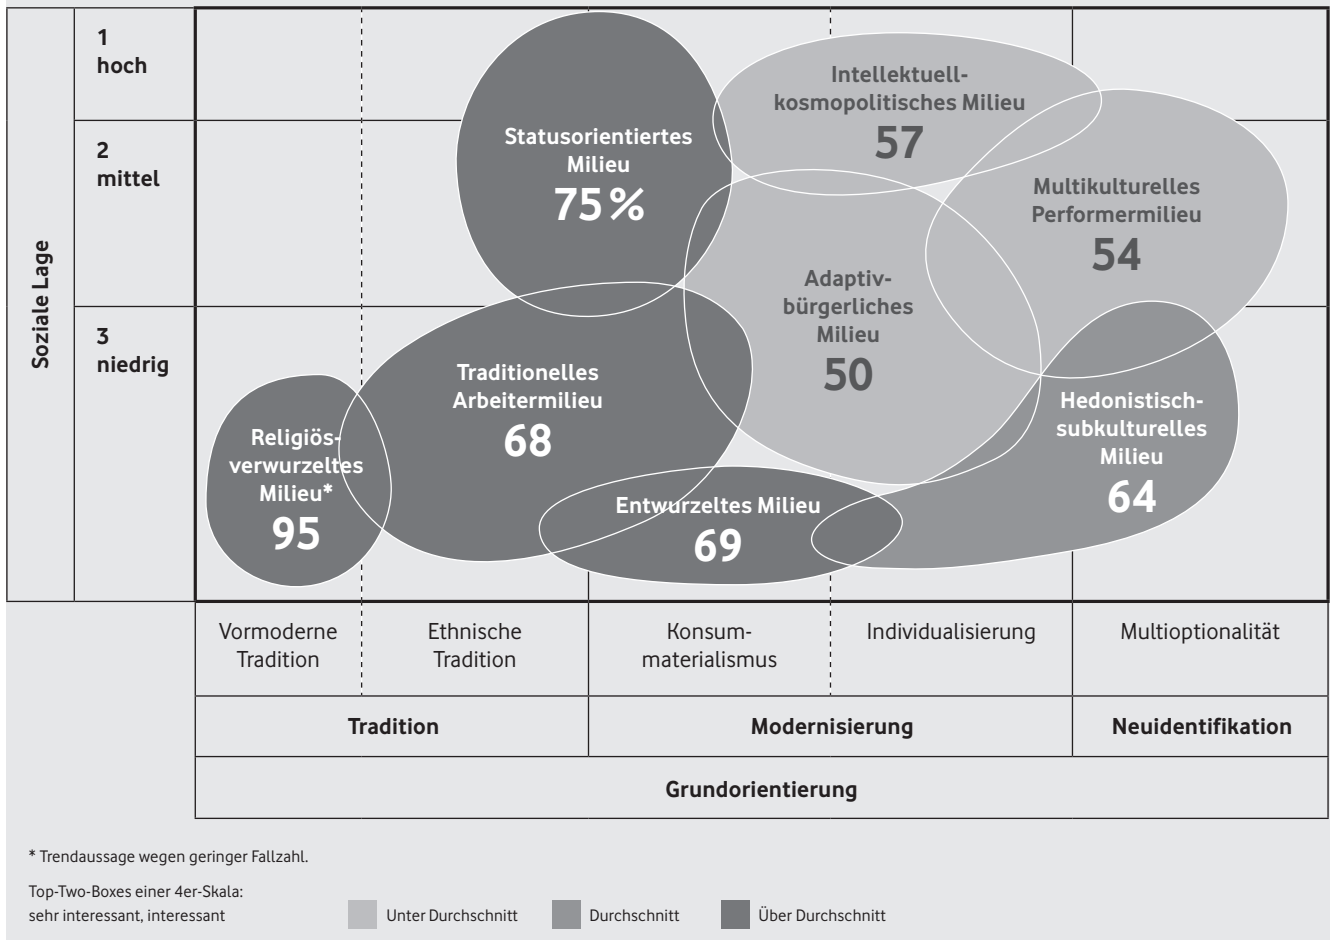 1
hoch
2
mittel
3
niedrig
Soziale Lage
Statusorientiertes
Milieu
75 %
Intellektuell-
kosmopolitisches Milieu
57
Multikulturelles
Performermilieu
54
Adaptiv-
bürgerliches
Milieu
50
Traditionelles
Arbeitermilieu
68
Religiös-
verwurzeltes
Milieu*
95
Entwurzeltes Milieu
69
Hedonistisch-
subkulturelles
Milieu
64
Vormoderne
Tradition
Ethnische
Tradition
Konsum-
materialismus
Individualisierung
Multioptionalität
Tradition
Modernisierung
Neuidentifikation
Grundorientierung
* Trendaussage wegen geringer Fallzahl.
Top-Two-Boxes einer 4er-Skala:
sehr interessant, interessant
Unter Durchschnitt
Durchschnitt
Über Durchschnitt